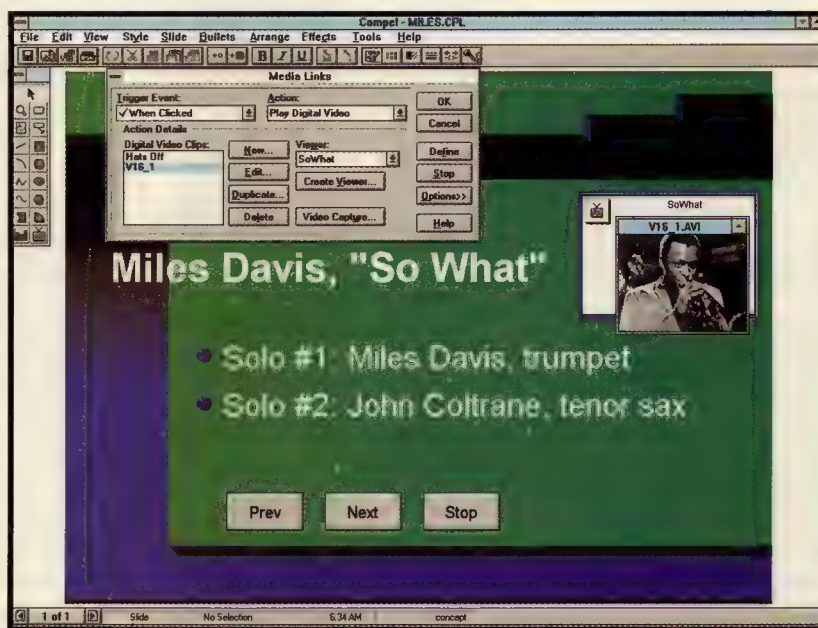 Compel - MILES.CPL
File Edit View Style Slide Bullets Arrange Effects Tools Help
B I U
Media Links
Trigger Event:
✓When Clicked
Action:
Play Digital Video
Action Details
Digital Video Clips:
Hats Off
V16_1
New...
Edit...
Duplicate...
Delete
Viewer:
SoWhat
Create Viewer...
Video Capture...
OK
Cancel
Define
Stop
Options>>
Help
SoWhat
V16_1.AVI
Miles Davis, "So What"
Solo #1: Miles Davis, trumpet
Solo #2: John Coltrane, tenor sax
Prev Next Stop
1 of 1 Slide No Selection 6:34 AM concept